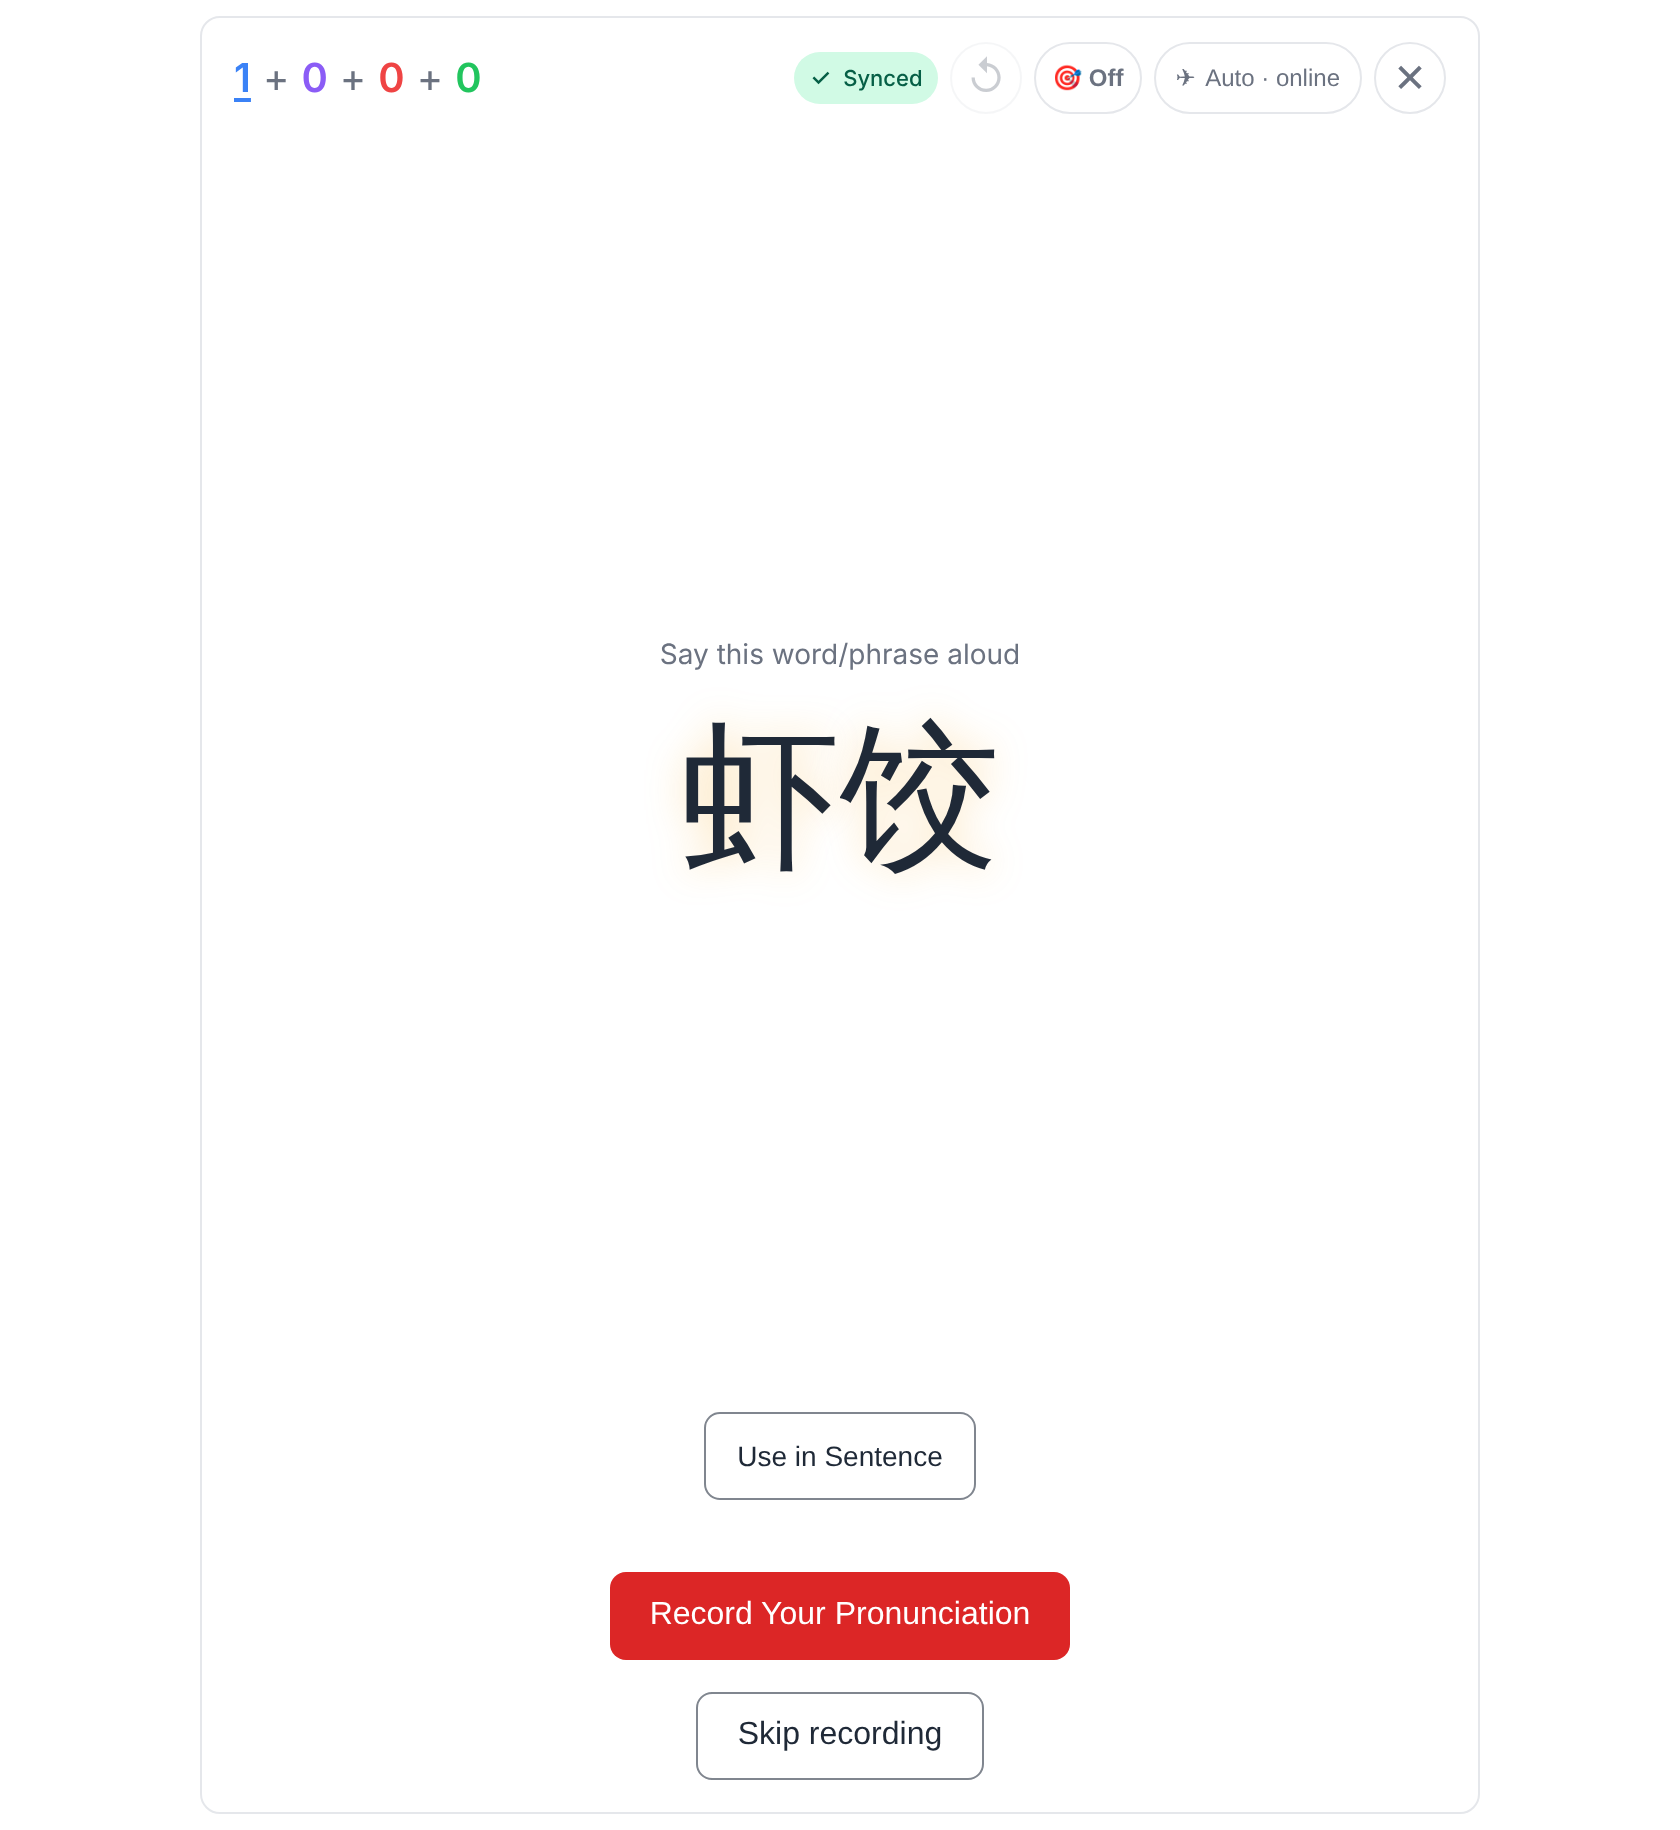 1 + 0 + 0 + 0
✓ Synced
🎯 Off
✈ Auto · online
✕
Say this word/phrase aloud
虾饺
Use in Sentence
Record Your Pronunciation
Skip recording